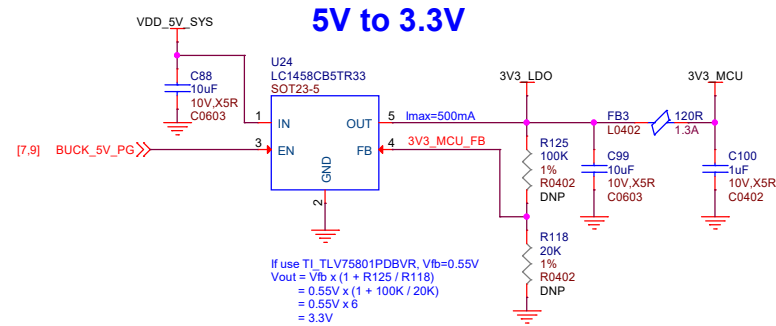 5V to 3.3V
VDD_5V_SYS
C88
10uF
10V,X5R
C0603
U24
LC1458CB5TR33
SOT23-5
1 IN
OUT 5
Imax=500mA
[7,9] BUCK_5V_PG
3 EN
FB 4
3V3_MCU_FB
GND
2
3V3_LDO
R125
100K
1%
R0402
DNP
C99
10uF
10V,X5R
C0603
FB3
L0402
120R
1.3A
3V3_MCU
C100
1uF
10V,X5R
C0402
R118
20K
1%
R0402
DNP
If use TI_TLV75801PDBVR, Vfb=0.55V
Vout = Vfb x (1 + R125 / R118)
= 0.55V x (1 + 100K / 20K)
= 0.55V x 6
= 3.3V